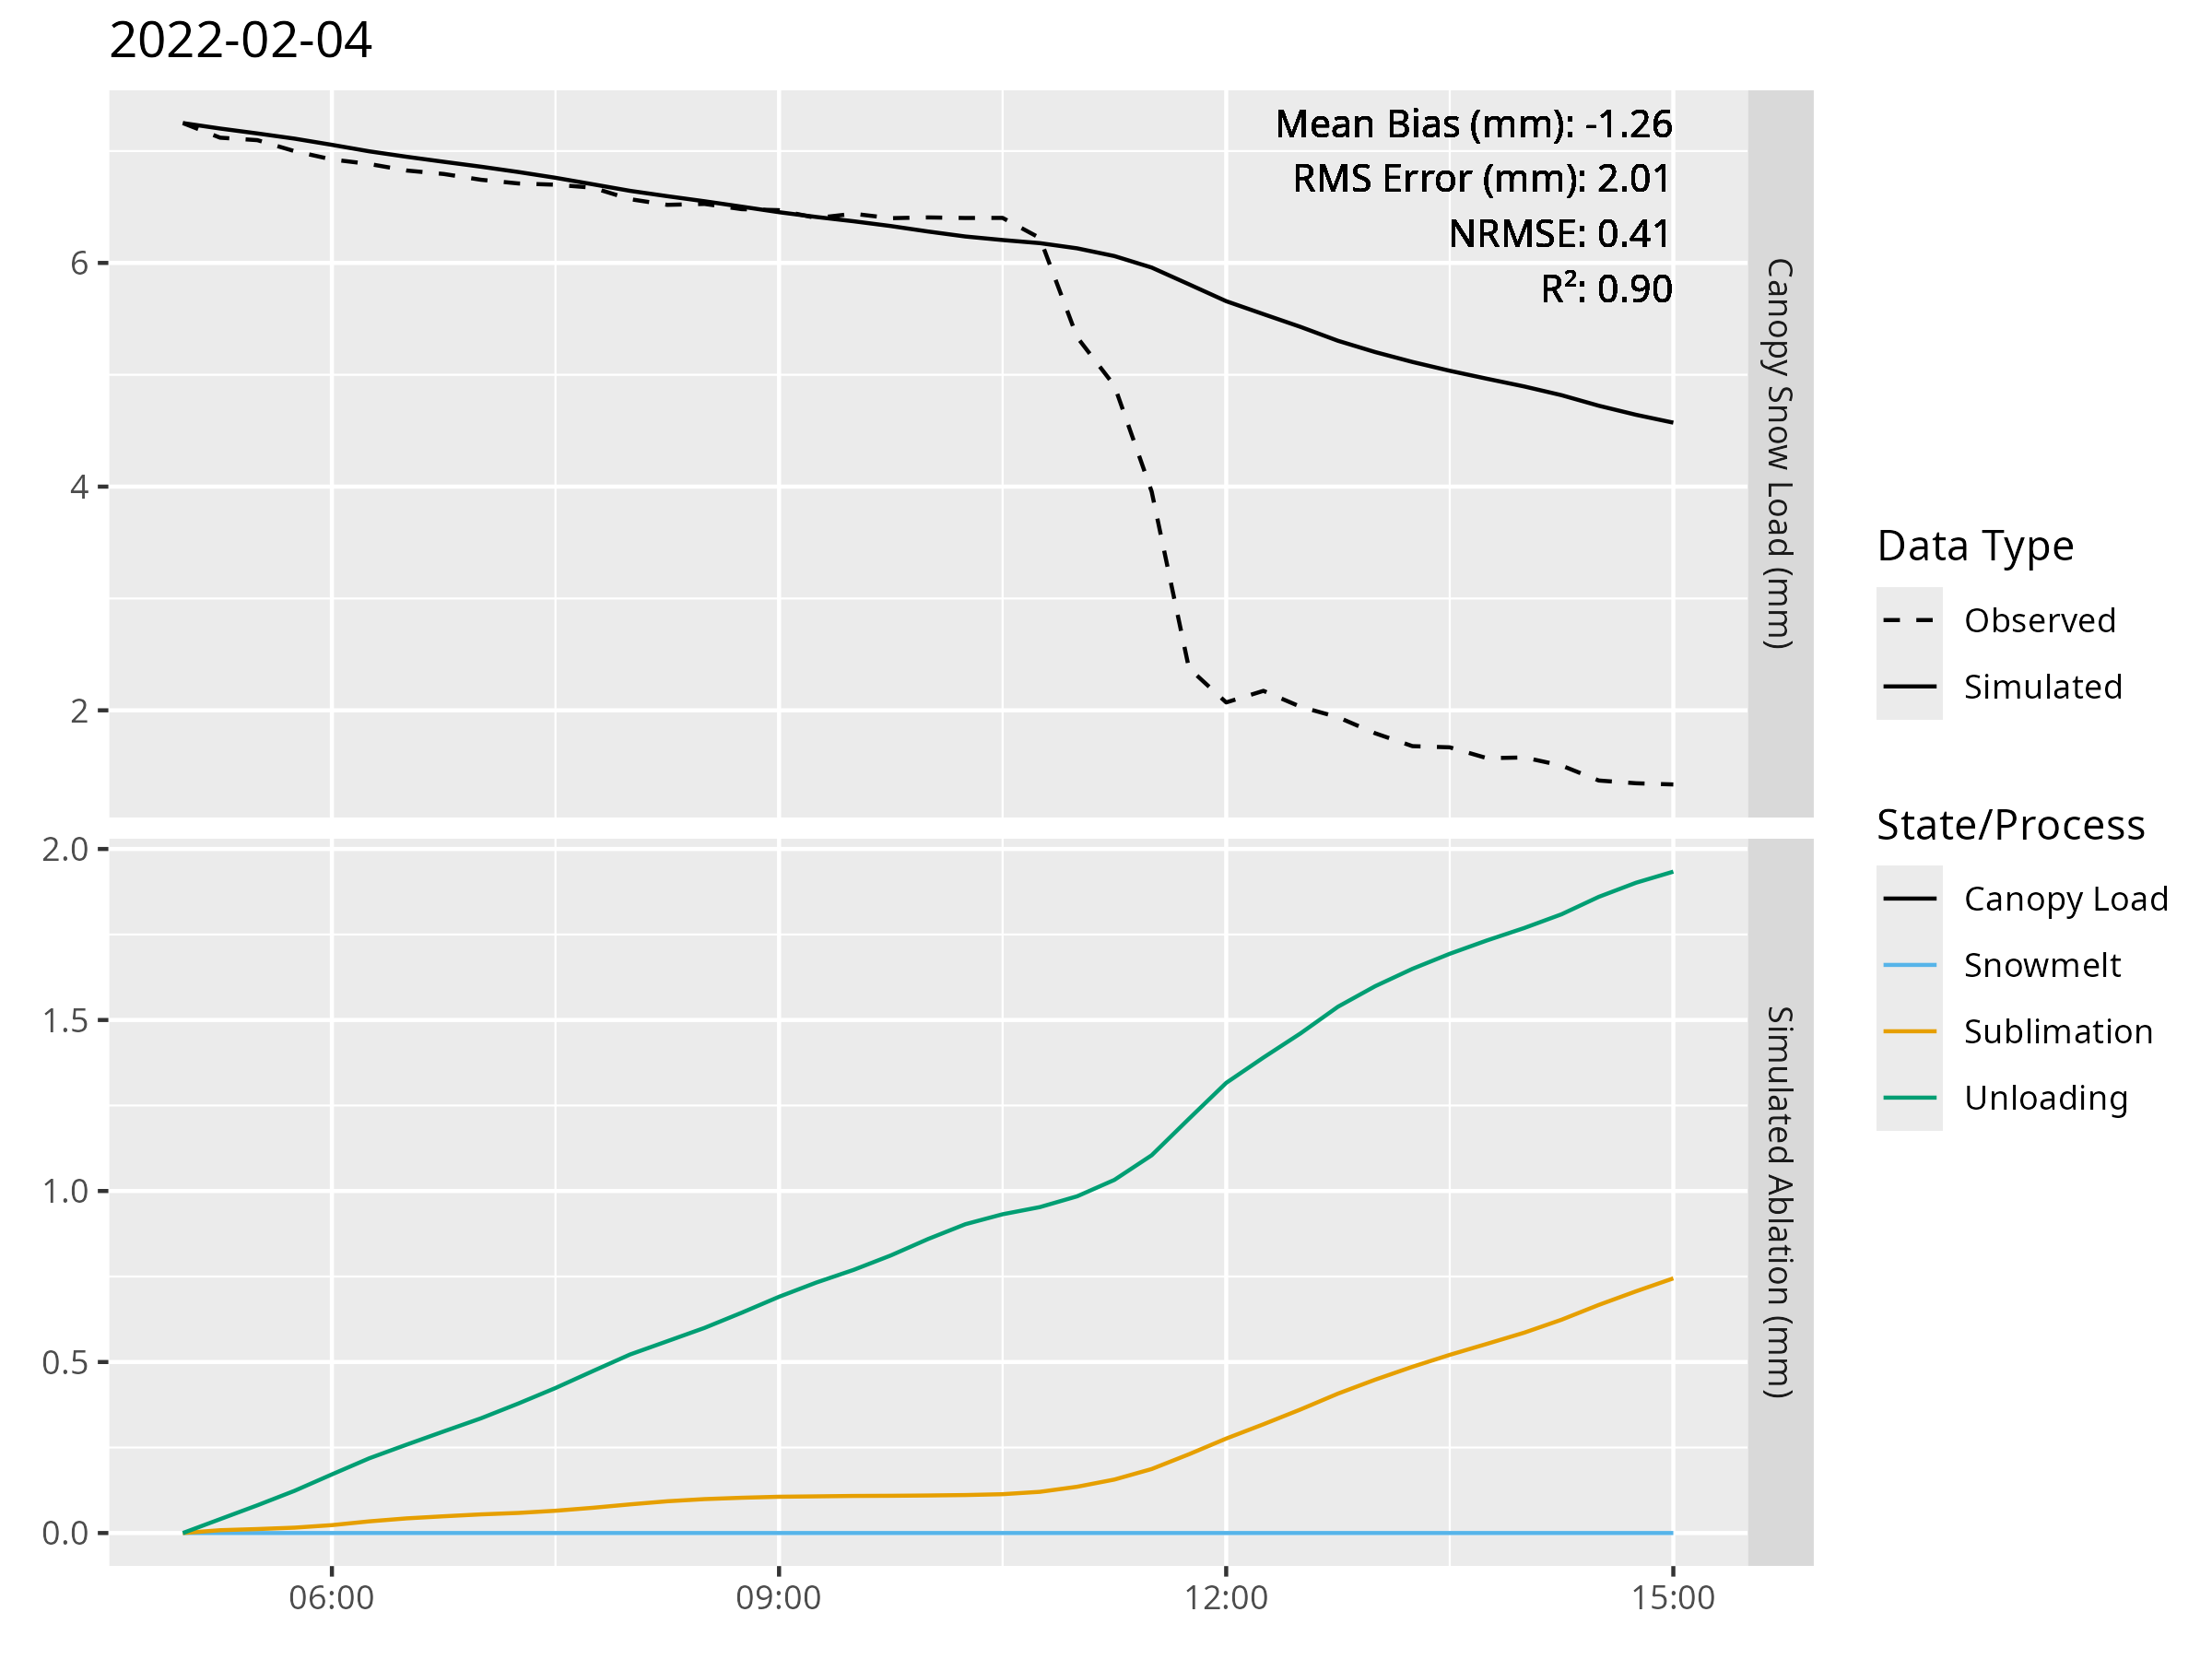 2022-02-04
Mean Bias (mm): -1.26
RMS Error (mm): 2.01
NRMSE: 0.41
R²: 0.90
6
4
2
Canopy Snow Load (mm)
2.0
1.5
1.0
0.5
0.0
Simulated Ablation (mm)
06:00
09:00
12:00
15:00
Data Type
Observed
Simulated
State/Process
Canopy Load
Snowmelt
Sublimation
Unloading